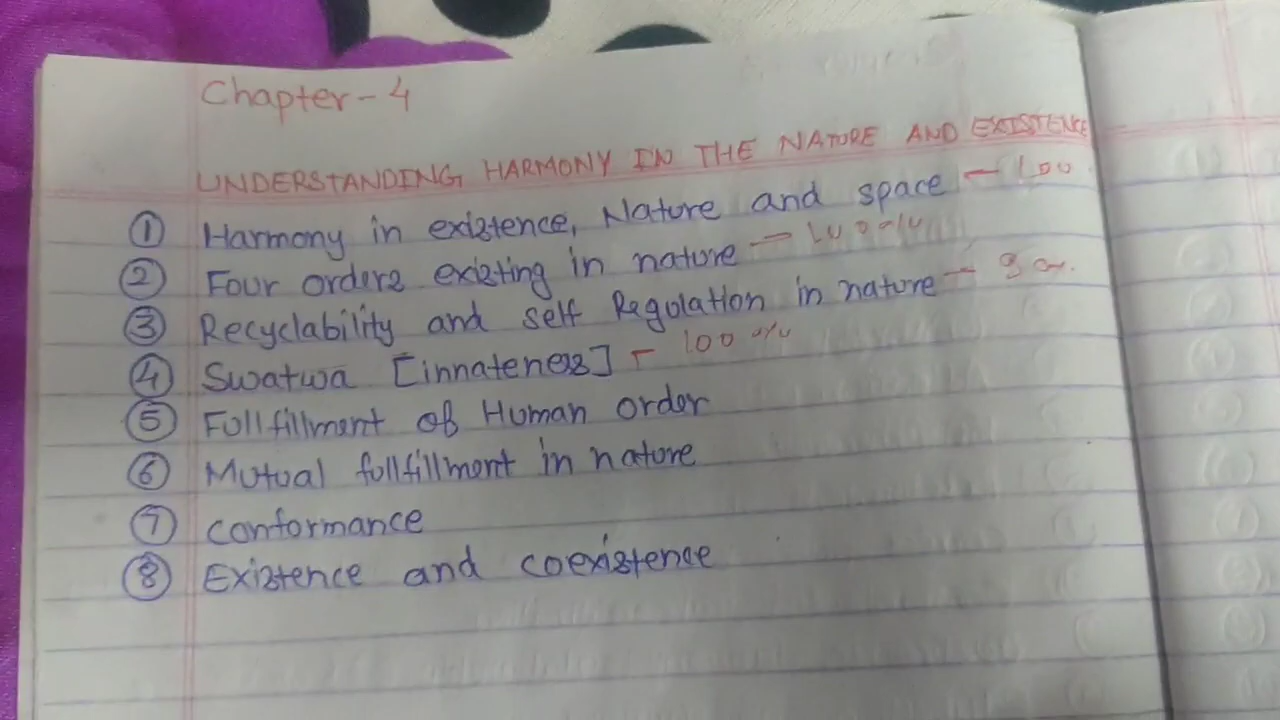 Chapter - 4
UNDERSTANDING HARMONY IN THE NATURE AND EXISTENCE
① Harmony in existence, Nature and space - 100
② Four orders existing in nature - 100%
③ Recyclability and self Regulation in nature -
④ Swatwa [innateness] - 100%
⑤ Fullfillment of Human order
⑥ Mutual fullfillment in nature
⑦ conformance
⑧ Existence and coexistence